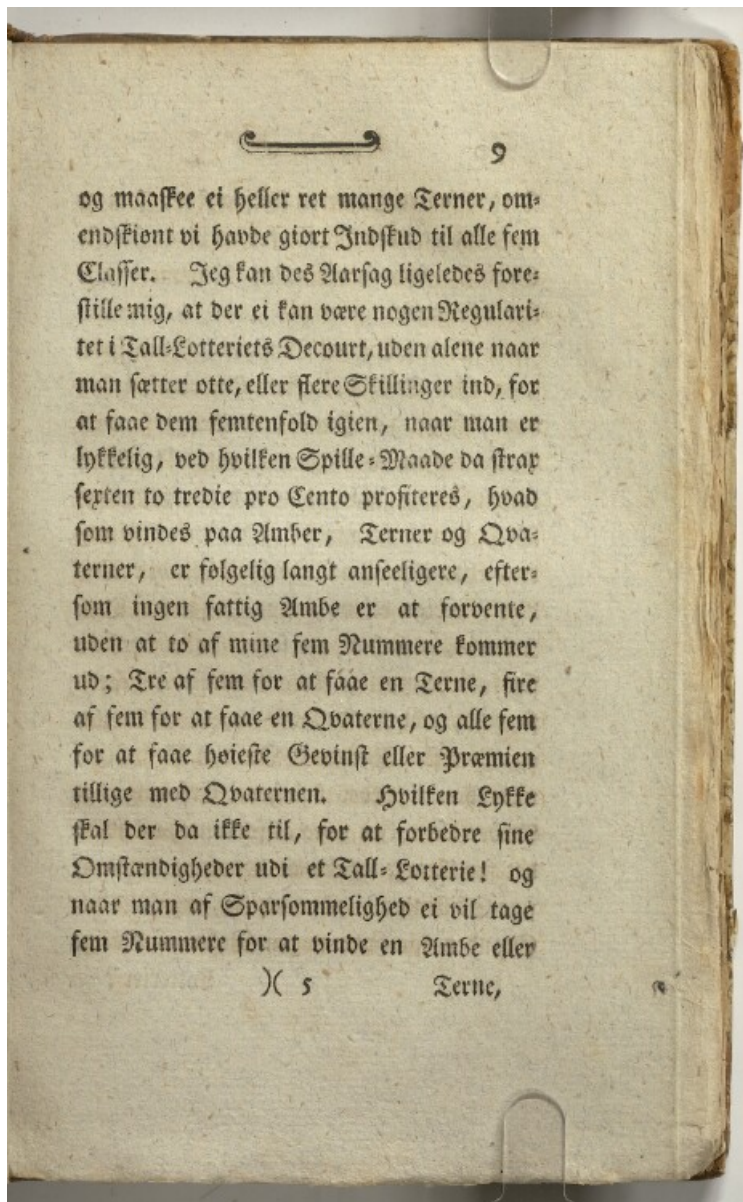 9
og maaskee ei heller ret mange Terner, om=
endskiønt vi havde giort Indskud til alle fem
Classer. Jeg kan des Aarsag ligeledes fore=
stille mig, at der ei kan være nogen Regulari=
tet i Tall=Lotteriets Decourt, uden alene naar
man sætter otte, eller flere Skillinger ind, for
at faae dem femtenfold igien, naar man er
lykkelig, ved hvilken Spille=Maade da strax
sexten to tredie pro Cento profiteres, hvad
som vindes paa Amber, Terner og Qva=
terner, er følgelig langt anseeligere, efter=
som ingen fattig Ambe er at forvente,
uden at to af mine fem Nummere kommer
ud; Tre af fem for at faae en Terne, fire
af fem for at faae en Qvaterne, og alle fem
for at faae høieste Gevinst eller Præmien
tillige med Qvaternen. Hvilken Lykke
skal der da ikke til, for at forbedre sine
Omstændigheder udi et Tall=Lotterie! og
naar man af Sparsommelighed ei vil tage
fem Nummere for at vinde en Ambe eller
)( 5 Terne,